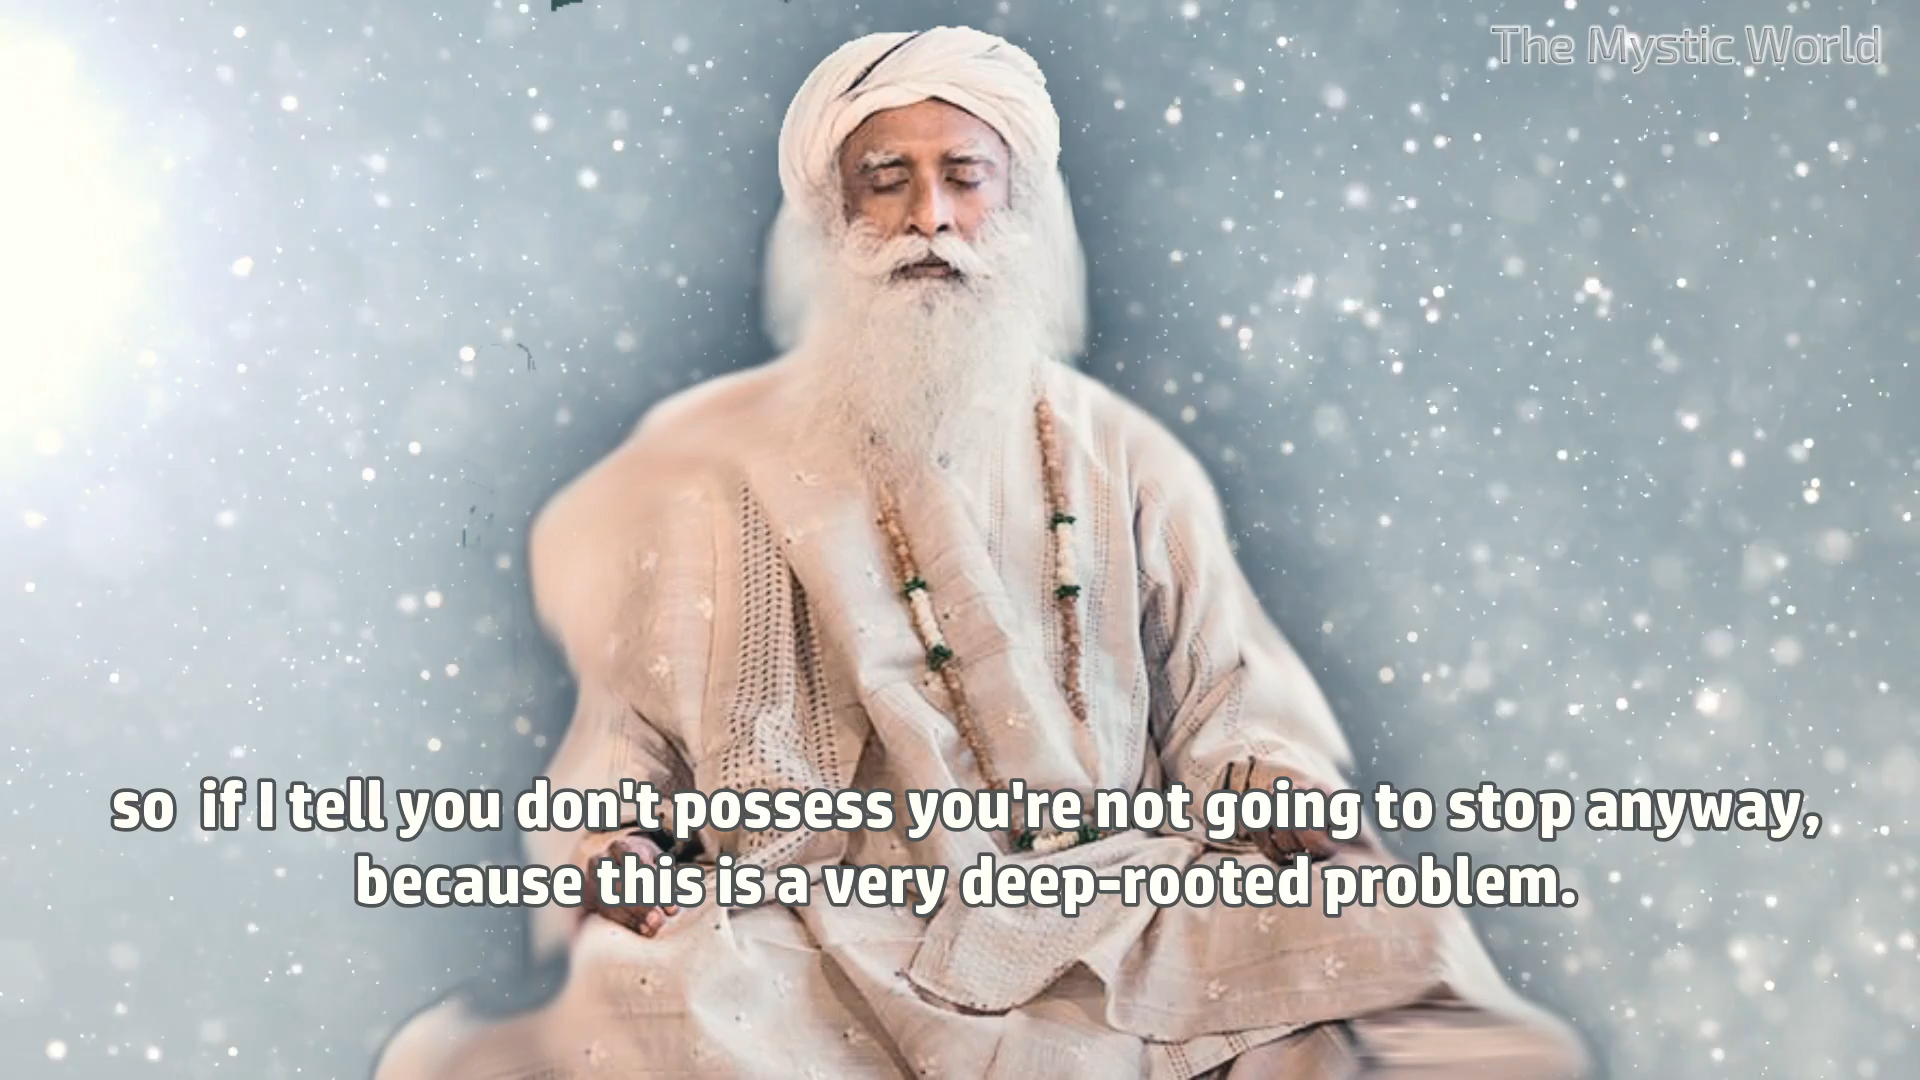 The Mystic World
so  if I tell you don't possess you're not going to stop anyway,
because this is a very deep-rooted problem.